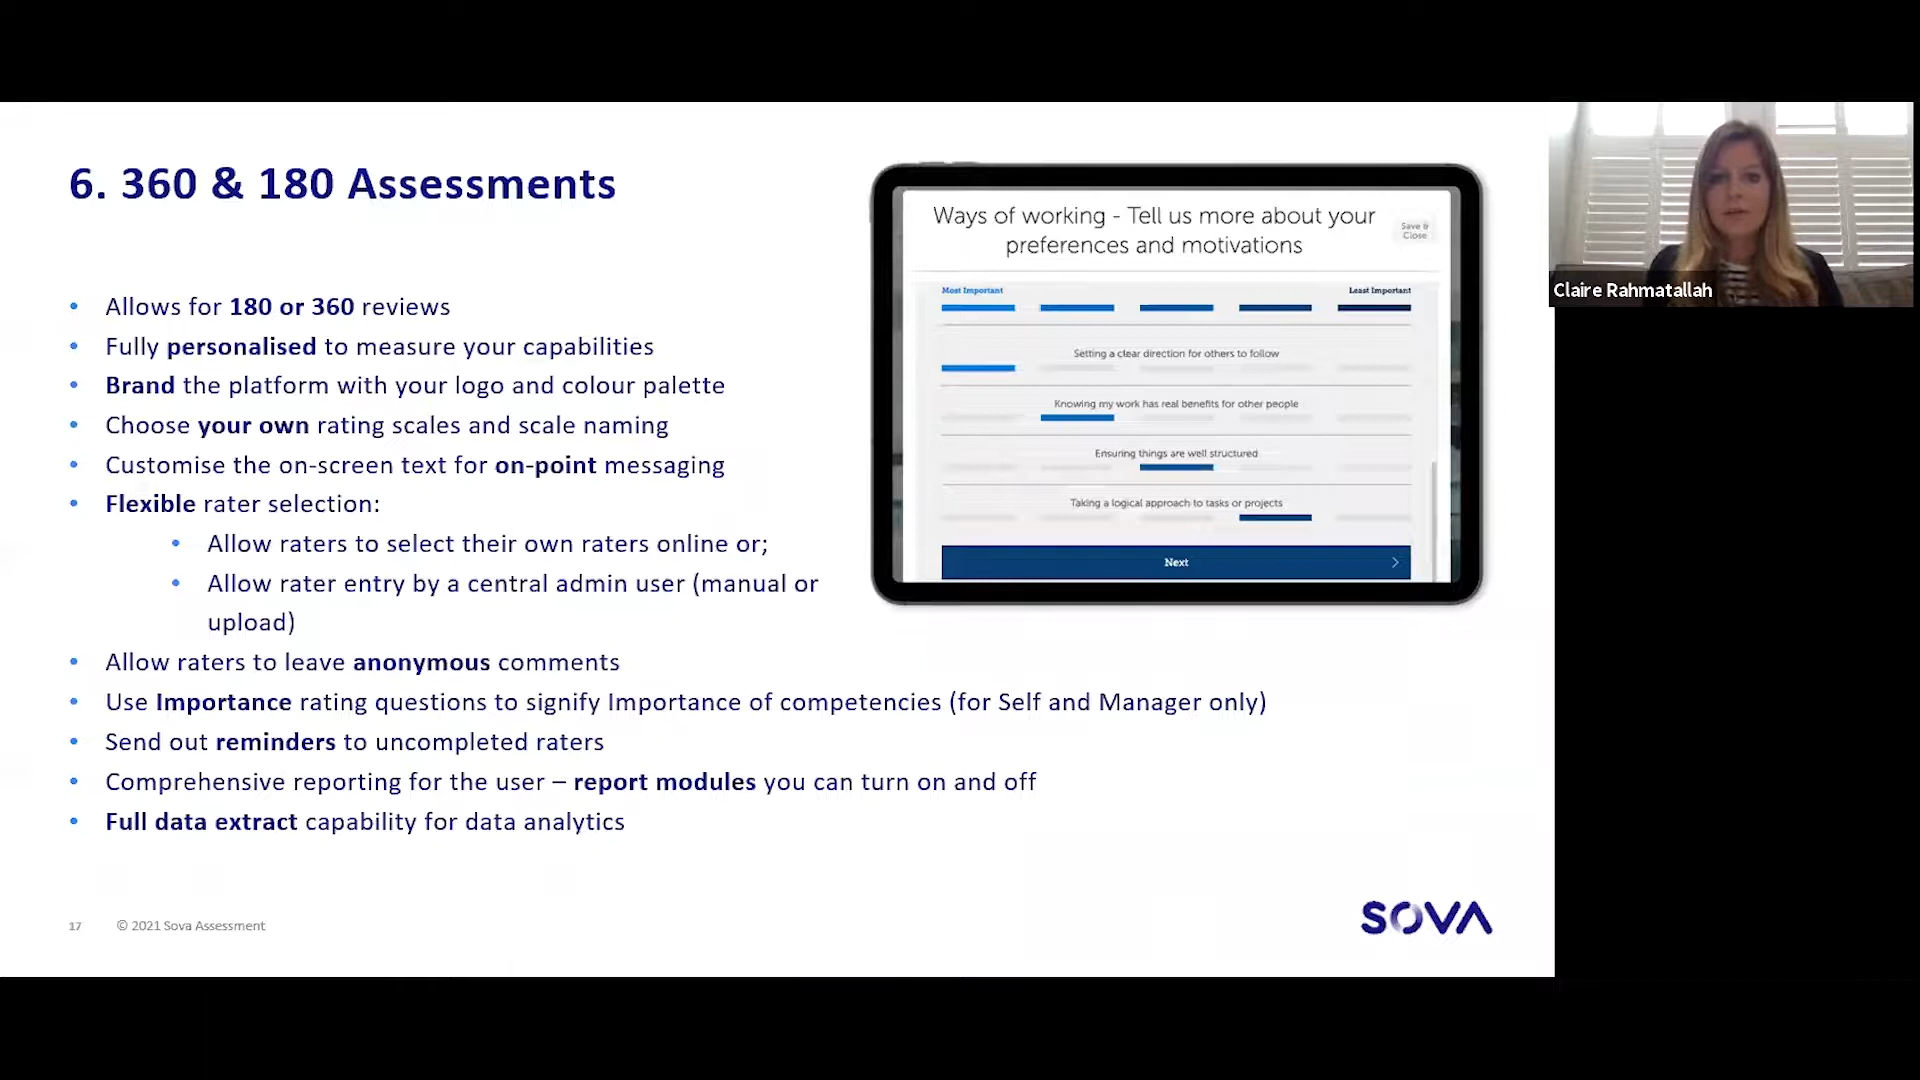 6. 360 & 180 Assessments
• Allows for 180 or 360 reviews
• Fully personalised to measure your capabilities
• Brand the platform with your logo and colour palette
• Choose your own rating scales and scale naming
• Customise the on-screen text for on-point messaging
• Flexible rater selection:
• Allow raters to select their own raters online or;
• Allow rater entry by a central admin user (manual or
upload)
• Allow raters to leave anonymous comments
• Use Importance rating questions to signify Importance of competencies (for Self and Manager only)
• Send out reminders to uncompleted raters
• Comprehensive reporting for the user – report modules you can turn on and off
• Full data extract capability for data analytics
17 © 2021 Sova Assessment
SOVA
Ways of working - Tell us more about your
preferences and motivations
Save &
Close
Most Important Least Important
Setting a clear direction for others to follow
Knowing my work has real benefits for other people
Ensuring things are well structured
Taking a logical approach to tasks or projects
Next
Claire Rahmatallah